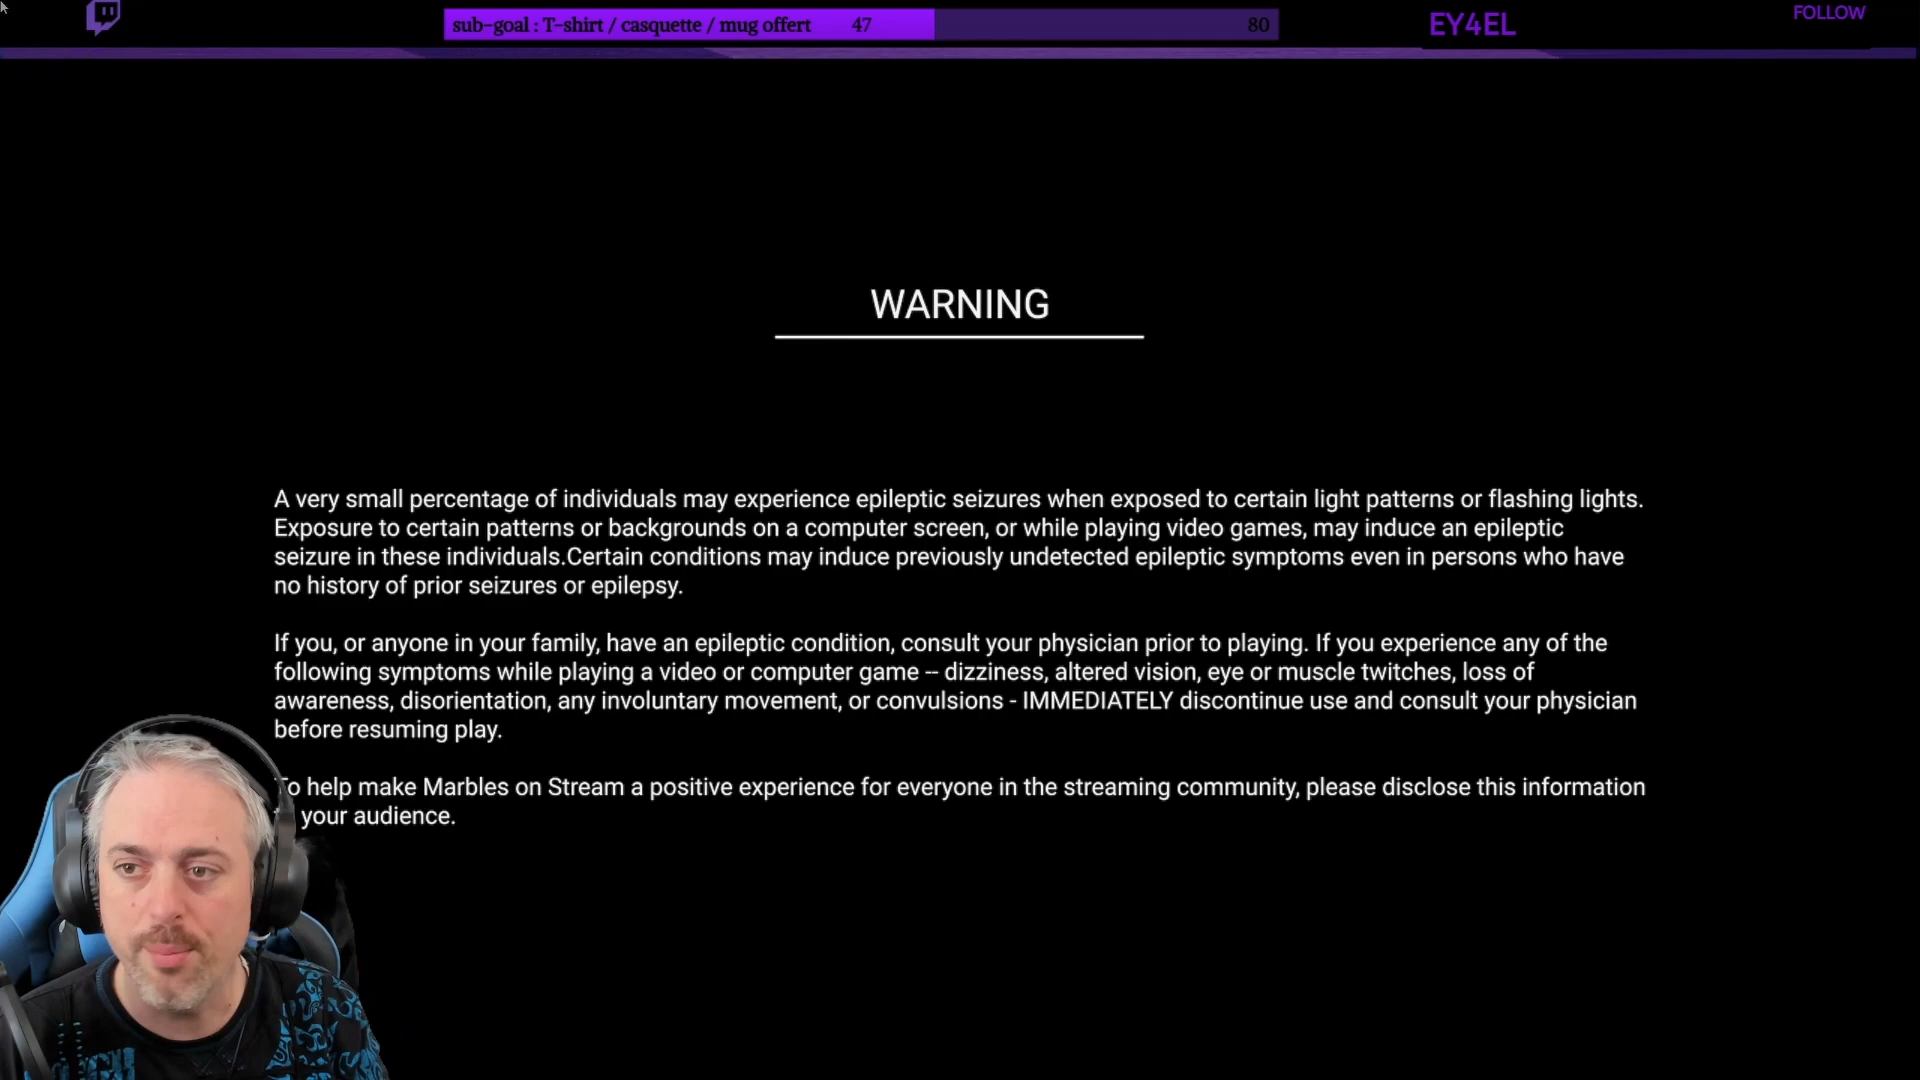 sub-goal : T-shirt / casquette / mug offert 47 80
EY4EL
FOLLOW
WARNING
A very small percentage of individuals may experience epileptic seizures when exposed to certain light patterns or flashing lights.
Exposure to certain patterns or backgrounds on a computer screen, or while playing video games, may induce an epileptic
seizure in these individuals.Certain conditions may induce previously undetected epileptic symptoms even in persons who have
no history of prior seizures or epilepsy.
If you, or anyone in your family, have an epileptic condition, consult your physician prior to playing. If you experience any of the
following symptoms while playing a video or computer game -- dizziness, altered vision, eye or muscle twitches, loss of
awareness, disorientation, any involuntary movement, or convulsions - IMMEDIATELY discontinue use and consult your physician
before resuming play.
To help make Marbles on Stream a positive experience for everyone in the streaming community, please disclose this information
your audience.